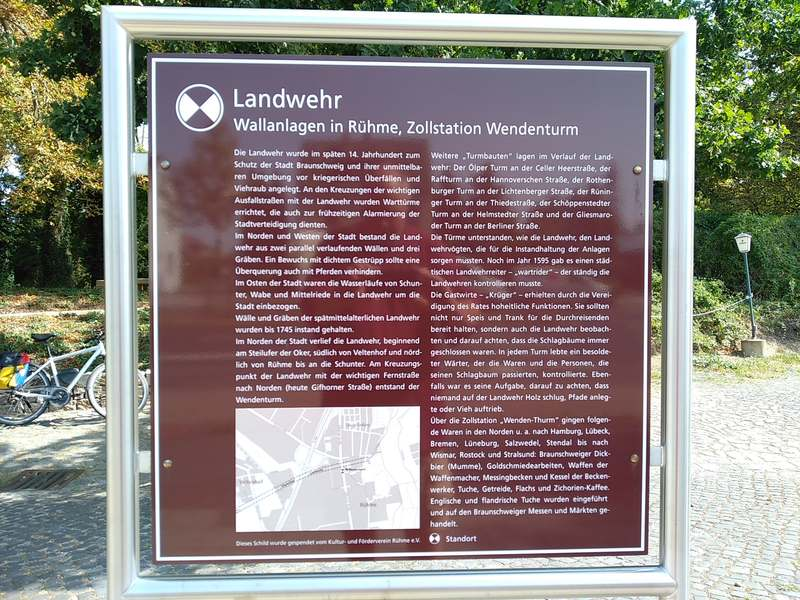 Landwehr
Wallanlagen in Rühme, Zollstation Wendenturm
Die Landwehr wurde im späten 14. Jahrhundert zum
Schutz der Stadt Braunschweig und ihrer unmittelba-
ren Umgebung vor kriegerischen Überfällen und
Viehraub angelegt. An den Kreuzungen der wichtigen
Ausfallstraßen mit der Landwehr wurden Warttürme
errichtet, die auch zur frühzeitigen Alarmierung der
Stadtverteidigung dienten.
Im Norden und Westen der Stadt bestand die Land-
wehr aus zwei parallel verlaufenden Wällen und drei
Gräben. Ein Bewuchs mit dichtem Gestrüpp sollte eine
Überquerung auch mit Pferden verhindern.
Im Osten der Stadt waren die Wasserläufe von Schun-
ter, Wabe und Mittelriede in die Landwehr um die
Stadt einbezogen.
Wälle und Gräben der spätmittelalterlichen Landwehr
wurden bis 1745 instand gehalten.
Im Norden der Stadt verlief die Landwehr, beginnend
am Steilufer der Oker, südlich von Veltenhof und nörd-
lich von Rühme bis an die Schunter. Am Kreuzungs-
punkt der Landwehr mit der wichtigen Fernstraße
nach Norden (heute Gifhorner Straße) entstand der
Wendenturm.
Rühme
Dieses Schild wurde gespendet vom Kultur- und Förderverein Rühme e.V.
Weitere „Turmbauten" lagen im Verlauf der Land-
wehr: Der Ölper Turm an der Celler Heerstraße, der
Raffturm an der Hannoverschen Straße, der Rothen-
burger Turm an der Lichtenberger Straße, der Rünin-
ger Turm an der Thiedestraße, der Schöppenstedter
Turm an der Helmstedter Straße und der Gliesmaro-
der Turm an der Berliner Straße.
Die Türme unterstanden, wie die Landwehr, den Land-
wehrvögten, die für die Instandhaltung der Anlagen
sorgen mussten. Noch im Jahr 1595 gab es einen städ-
tischen Landwehrreiter – „wartrider" – der ständig die
Landwehren kontrollieren musste.
Die Gastwirte – „Krüger" – erhielten durch die Verei-
digung des Rates hoheitliche Funktionen. Sie sollten
nicht nur Speis und Trank für die Durchreisenden
bereit halten, sondern auch die Landwehr beobach-
ten und darauf achten, dass die Schlagbäume immer
geschlossen waren. In jedem Turm lebte ein besolde-
ter Wärter, der die Waren und die Personen, die
seinen Schlagbaum passierten, kontrollierte. Eben-
falls war es seine Aufgabe, darauf zu achten, dass
niemand auf der Landwehr Holz schlug, Pfade anleg-
te oder Vieh auftrieb.
Über die Zollstation „Wenden-Thurm" gingen folgen-
de Waren in den Norden u. a. nach Hamburg, Lübeck,
Bremen, Lüneburg, Salzwedel, Stendal bis nach
Wismar, Rostock und Stralsund: Braunschweiger Dick-
bier (Mumme), Goldschmiedearbeiten, Waffen der
Waffenmacher, Messingbecken und Kessel der Becken-
werker, Tuche, Getreide, Flachs und Zichorien-Kaffee.
Englische und flandrische Tuche wurden eingeführt
und auf den Braunschweiger Messen und Märkten ge-
handelt.
Standort